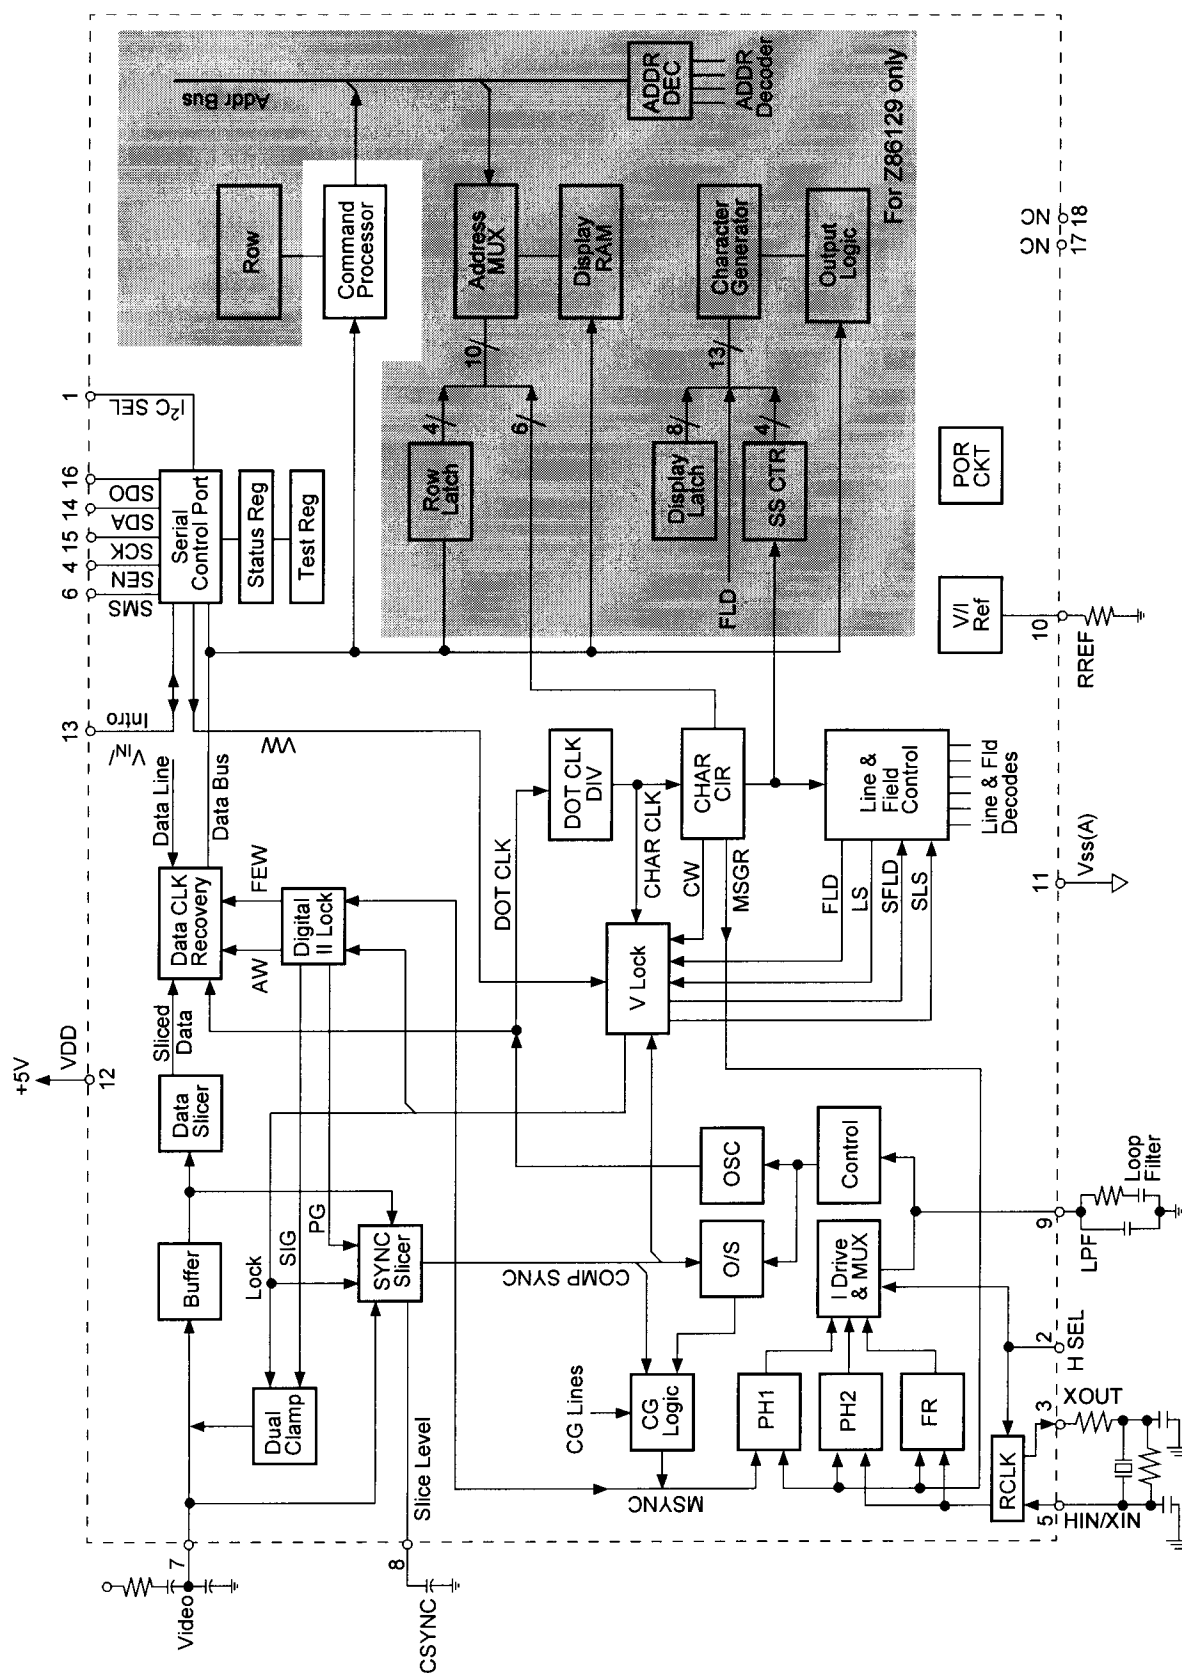 Video
7
CSYNC
8
Slice Level
Dual
Clamp
Buffer
Lock
SIG
PG
SYNC
Slicer
Data
Slicer
Sliced
Data
+5V
VDD
12
Data CLK
Recovery
AW
FEW
Digital
II Lock
Data Line
Data Bus
VIN/
Intro
13
VW
SMS
SEN
SCK
SDA
SDO
6
4
15
14
16
Serial
Control Port
Status Reg
Test Reg
I²C SEL
1
Row
Command
Processor
Addr Bus
ADDR
DEC
ADDR
Decoder
Address
MUX
Display
RAM
Character
Generator
Output
Logic
For Z86129 only
Row
Latch
4
10
6
Display
Latch
8
13
4
SS CTR
FLD
COMP SYNC
CG Lines
CG
Logic
MSYNC
O/S
OSC
DOT CLK
DOT CLK
DIV
CHAR CLK
V Lock
CHAR
CIR
CW
MSGR
FLD
LS
SFLD
SLS
Line &
Field
Control
Line & Fld
Decodes
PH1
PH2
FR
I Drive
& MUX
Control
RCLK
POR
CKT
V/I
Ref
5
HIN/XIN
3
XOUT
2
H SEL
9
LPF
Loop
Filter
11
Vss(A)
10
RREF
NC
NC
17
18